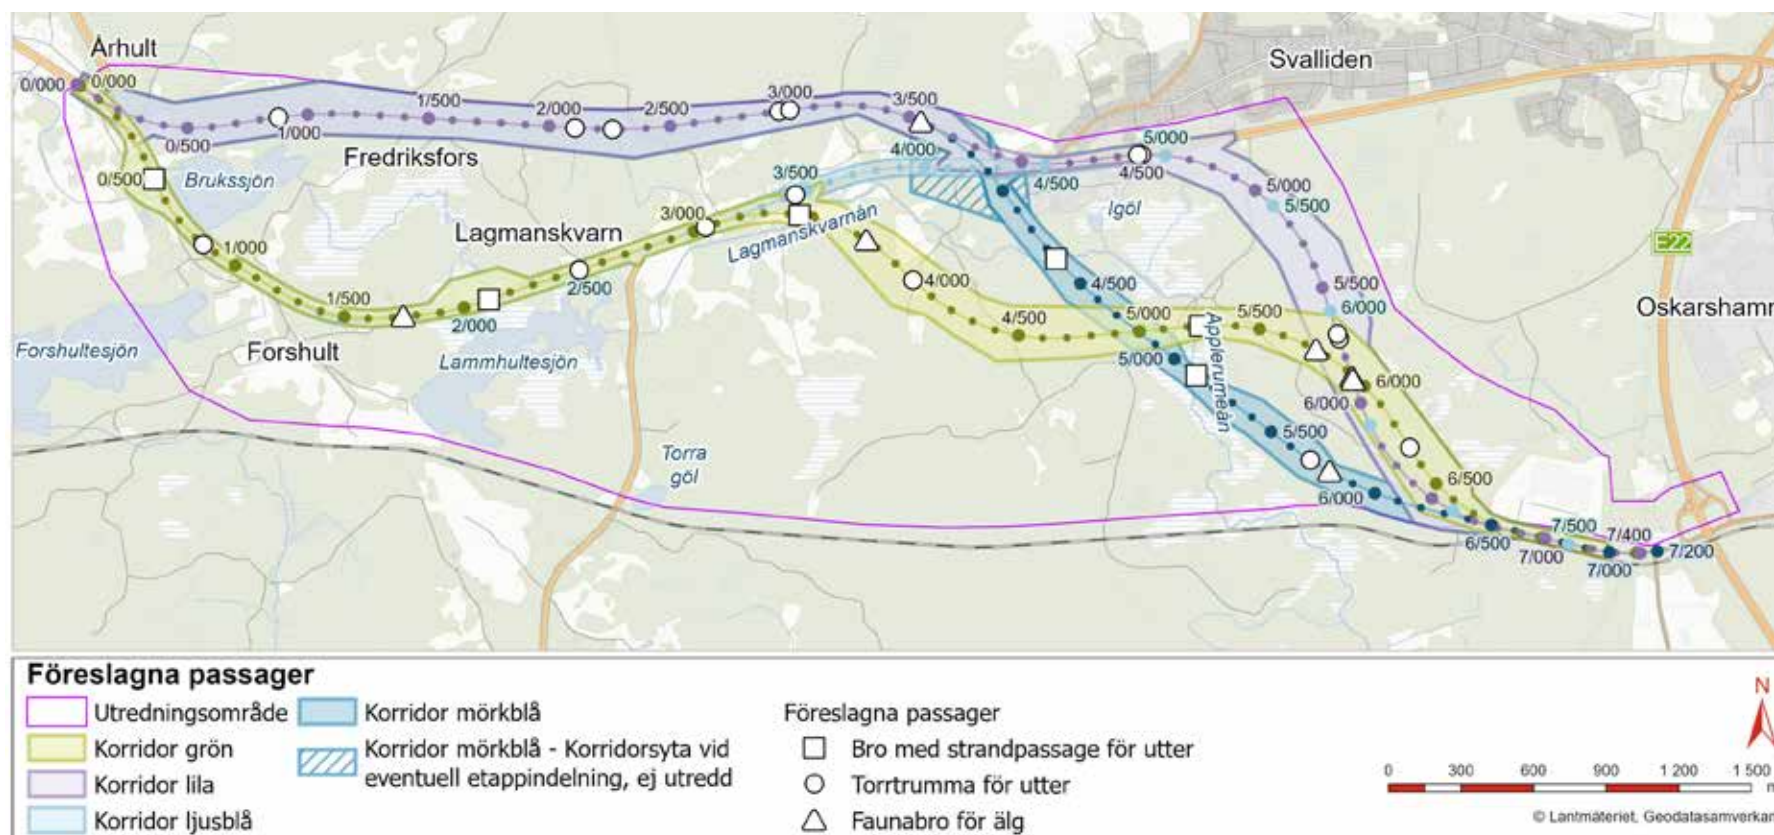 Århult
Svalliden
0/000
0/000
0/500
1/000
1/500
2/000
2/500
3/000
3/500
4/000
4/500
4/500
5/000
5/000
5/500
Fredriksfors
Brukssjön
0/500
Igöl
3/500
Lagmanskvarn
3/000
Lagmanskvarnån
E22
1/000
2/500
4/000
4/500
5/500
6/000
Oskarshamn
1/500
2/000
4/500
5/000
5/500
Applerumeån
Forshultesjön
Forshult
Lammhultesjön
5/000
6/000
6/000
5/500
Torra
göl
6/500
6/000
6/500
7/000
7/500
7/400
7/000
7/200
Föreslagna passager
Utredningsområde
Korridor grön
Korridor lila
Korridor ljusblå
Korridor mörkblå
Korridor mörkblå - Korridorsyta vid
eventuell etappindelning, ej utredd
Föreslagna passager
Bro med strandpassage för utter
Torrtrumma för utter
Faunabro för älg
N
0 300 600 900 1 200 1 500
m
© Lantmäteriet, Geodatasamverkan